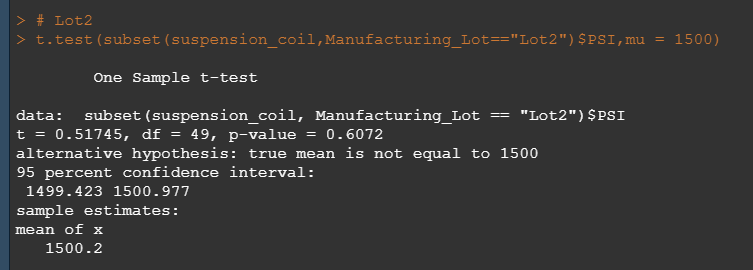 > # Lot2
> t.test(subset(suspension_coil,Manufacturing_Lot=="Lot2")$PSI,mu = 1500)
One Sample t-test
data:  subset(suspension_coil, Manufacturing_Lot == "Lot2")$PSI
t = 0.51745, df = 49, p-value = 0.6072
alternative hypothesis: true mean is not equal to 1500
95 percent confidence interval:
1499.423 1500.977
sample estimates:
mean of x
1500.2